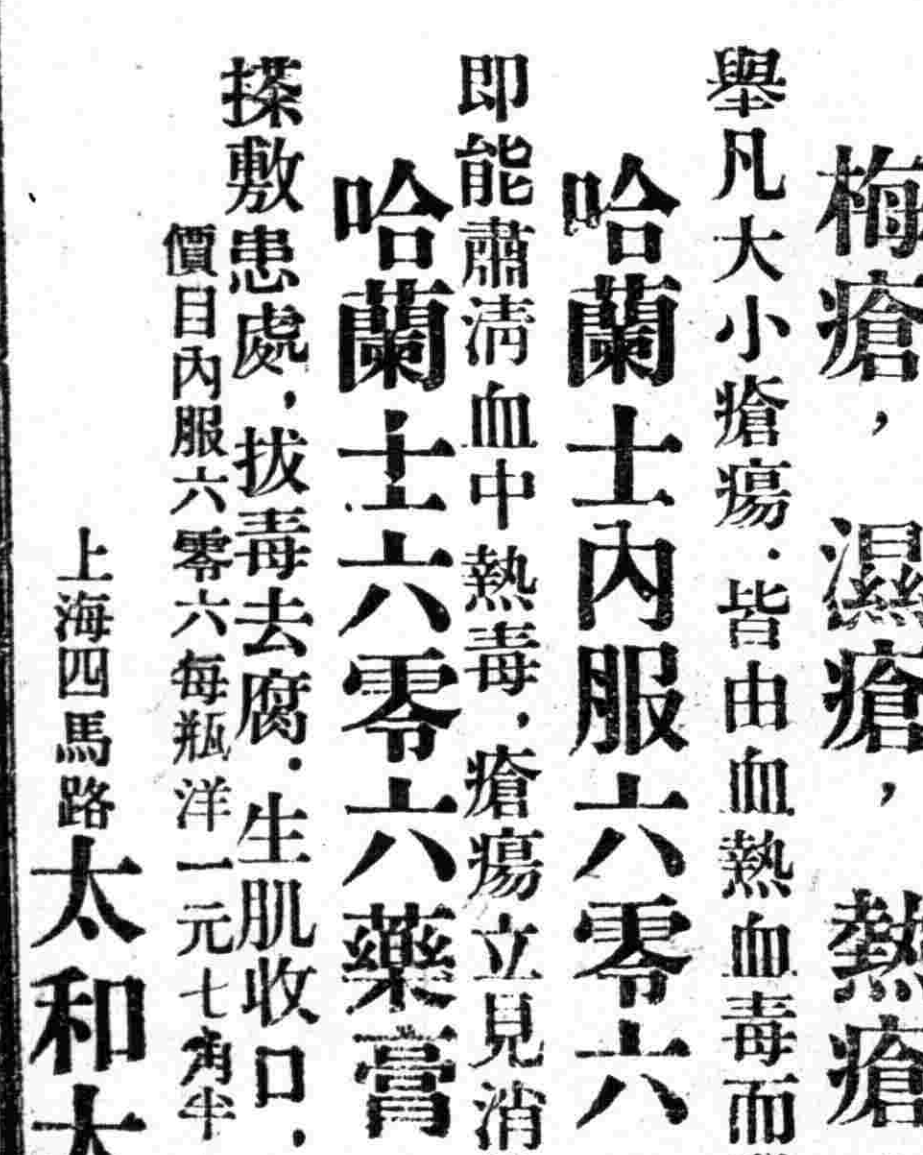 梅瘡，濕瘡，熱瘡
舉凡大小瘡瘍．皆由血熱血毒而
哈蘭士內服六零六
即能肅淸血中熱毒，瘡瘍立見消
哈蘭士六零六藥膏
搽敷患處，拔毒去腐．生肌收口，
價目內服六零六每瓶洋一元七角半
上海四馬路太和大